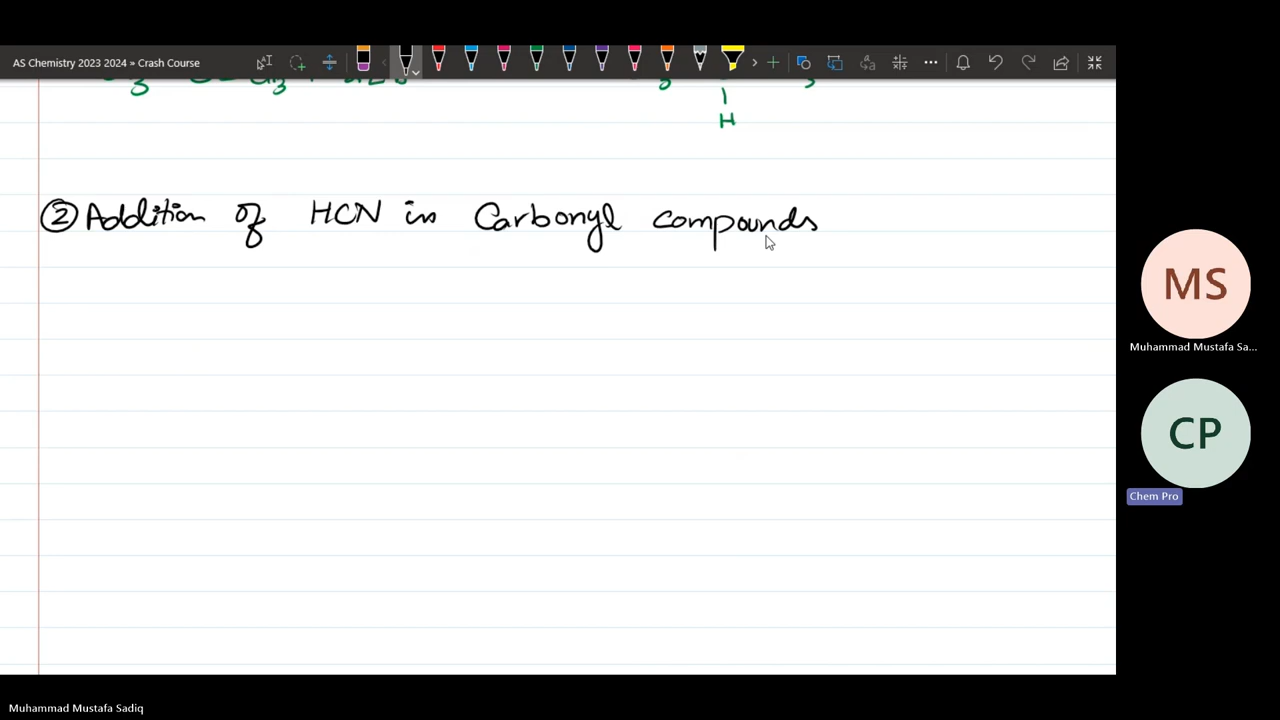 AS Chemistry 2023 2024 » Crash Course
H
② Addition of HCN in Carbonyl compounds
MS
Muhammad Mustafa Sa...
CP
Chem Pro
Muhammad Mustafa Sadiq